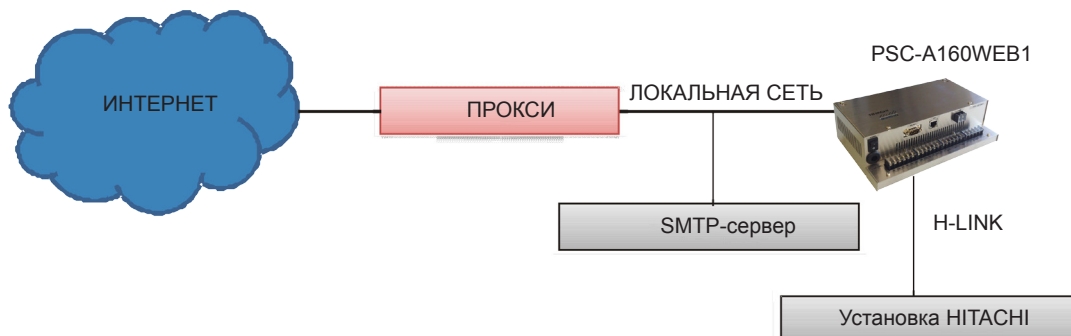 PSC-A160WEB1
ИНТЕРНЕТ
ПРОКСИ
ЛОКАЛЬНАЯ СЕТЬ
SMTP-сервер
H-LINK
Установка HITACHI